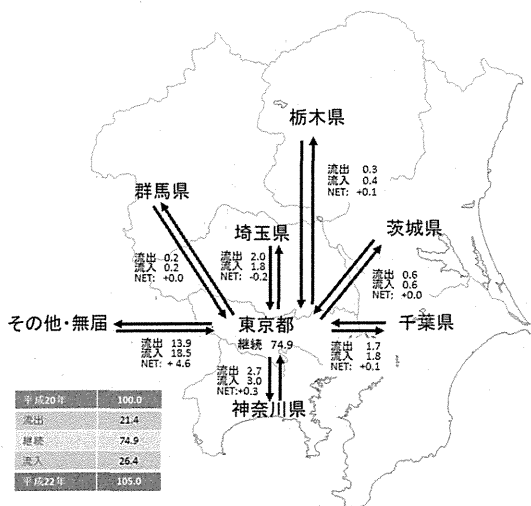 栃木県
流出 0.3
流入 0.4
NET: +0.1
群馬県
流出 0.2
流入 0.2
NET: +0.0
埼玉県
流出 2.0
流入 1.8
NET: -0.2
茨城県
流出 0.6
流入 0.6
NET: +0.0
その他・無届
流出 13.9
流入 18.5
NET: + 4.6
東京都
継続 74.9
千葉県
流出 1.7
流入 1.8
NET: +0.1
流出 2.7
流入 3.0
NET:+0.3
神奈川県
平成20年 100.0
流出 21.4
継続 74.9
流入 26.4
平成22年 105.0